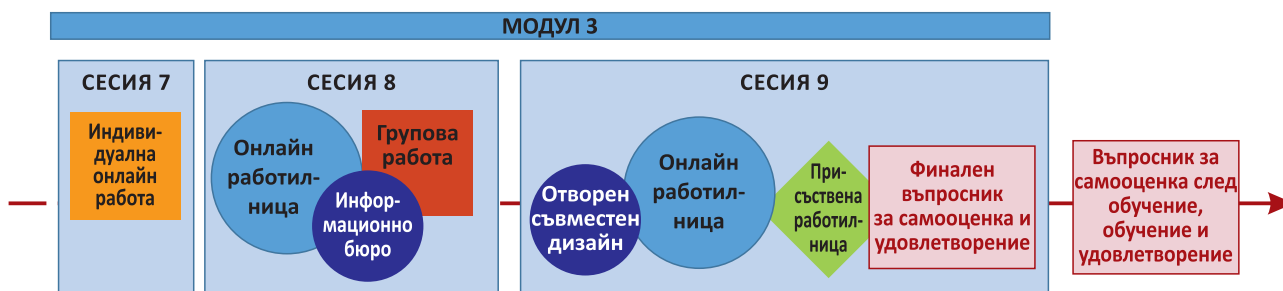 МОДУЛ 3
СЕСИЯ 7
Индиви-
дуална
онлайн
работа
СЕСИЯ 8
Онлайн
работил-
ница
Групова
работа
Инфор-
мационно
бюро
СЕСИЯ 9
Отворен
съвместен
дизайн
Онлайн
работил-
ница
При-
съствена
работил-
ница
Финален
въпросник
за самооценка и
удовлетворение
Въпросник за
самооценка след
обучение,
обучение и
удовлетворение